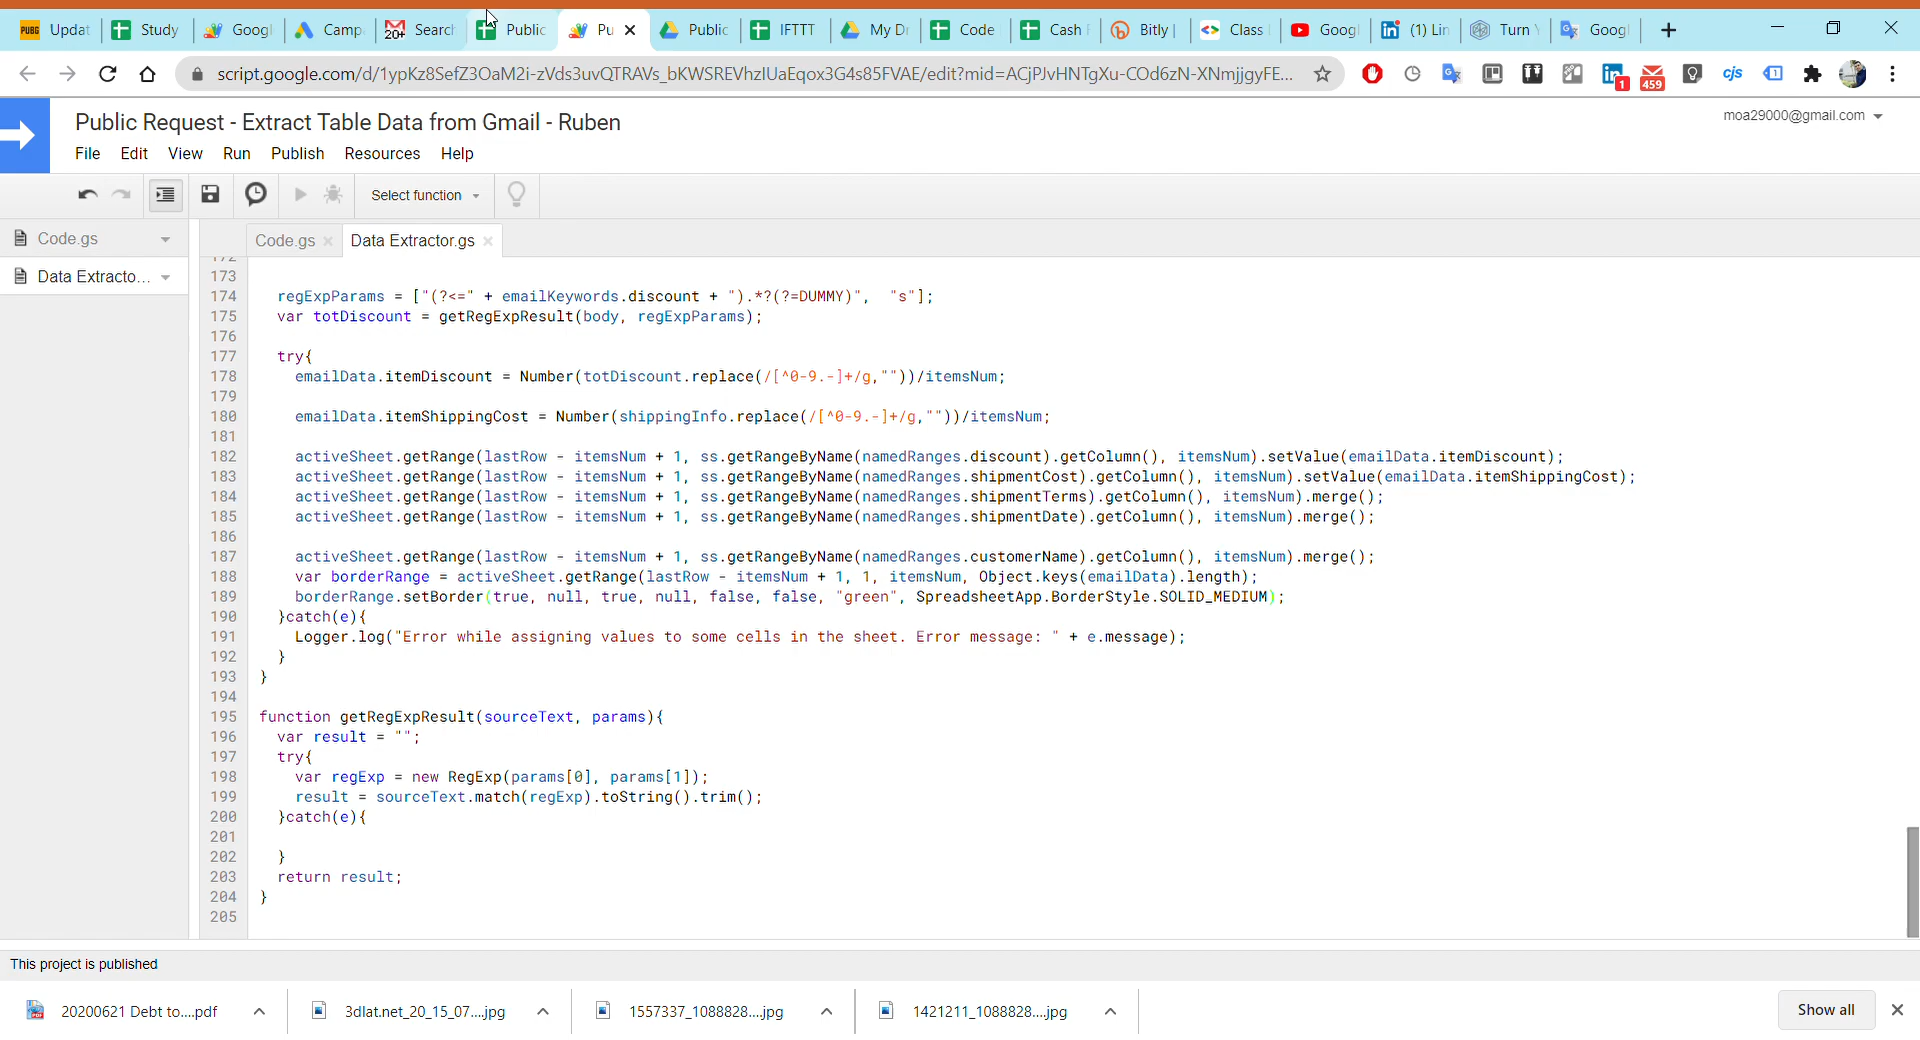 PUBG Updat
Study
Googl
Camp
20+ Search
Public
Pu
Public
IFTTT
My Dr
Code
Cash
Bitly |
Class
Googl
(1) Lin
Turn
Googl
script.google.com/d/1ypKz8SefZ3OaM2i-zVds3uvQTRAVs_bKWSREVhzIUaEqox3G4s85FVAE/edit?mid=ACjPJvHNTgXu-COd6zN-XNmjjgyFE...
1
459
cjs
Public Request - Extract Table Data from Gmail - Ruben
moa29000@gmail.com
File Edit View Run Publish Resources Help
Select function
Code.gs
Data Extracto...
Code.gs
Data Extractor.gs
172
173
174 regExpParams = ["(?<=" + emailKeywords.discount + ").*?(?=DUMMY)", "s"];
175 var totDiscount = getRegExpResult(body, regExpParams);
176
177 try{
178 emailData.itemDiscount = Number(totDiscount.replace(/[^0-9.-]+/g,""))/itemsNum;
179
180 emailData.itemShippingCost = Number(shippingInfo.replace(/[^0-9.-]+/g,""))/itemsNum;
181
182 activeSheet.getRange(lastRow - itemsNum + 1, ss.getRangeByName(namedRanges.discount).getColumn(), itemsNum).setValue(emailData.itemDiscount);
183 activeSheet.getRange(lastRow - itemsNum + 1, ss.getRangeByName(namedRanges.shipmentCost).getColumn(), itemsNum).setValue(emailData.itemShippingCost);
184 activeSheet.getRange(lastRow - itemsNum + 1, ss.getRangeByName(namedRanges.shipmentTerms).getColumn(), itemsNum).merge();
185 activeSheet.getRange(lastRow - itemsNum + 1, ss.getRangeByName(namedRanges.shipmentDate).getColumn(), itemsNum).merge();
186
187 activeSheet.getRange(lastRow - itemsNum + 1, ss.getRangeByName(namedRanges.customerName).getColumn(), itemsNum).merge();
188 var borderRange = activeSheet.getRange(lastRow - itemsNum + 1, 1, itemsNum, Object.keys(emailData).length);
189 borderRange.setBorder(true, null, true, null, false, false, "green", SpreadsheetApp.BorderStyle.SOLID_MEDIUM);
190 }catch(e){
191 Logger.log("Error while assigning values to some cells in the sheet. Error message: " + e.message);
192 }
193 }
194
195 function getRegExpResult(sourceText, params){
196 var result = "";
197 try{
198 var regExp = new RegExp(params[0], params[1]);
199 result = sourceText.match(regExp).toString().trim();
200 }catch(e){
201
202 }
203 return result;
204 }
205
This project is published
20200621 Debt to....pdf
3dlat.net_20_15_07....jpg
1557337_1088828....jpg
1421211_1088828....jpg
Show all